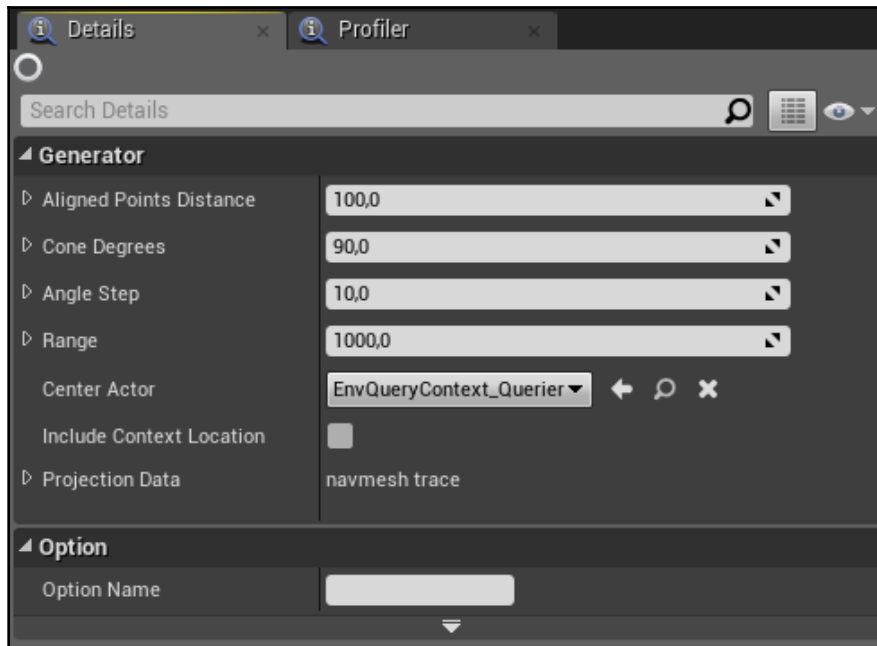 Details Profiler
Search Details
Generator
Aligned Points Distance 100,0
Cone Degrees 90,0
Angle Step 10,0
Range 1000,0
Center Actor EnvQueryContext_Querier
Include Context Location
Projection Data navmesh trace
Option
Option Name